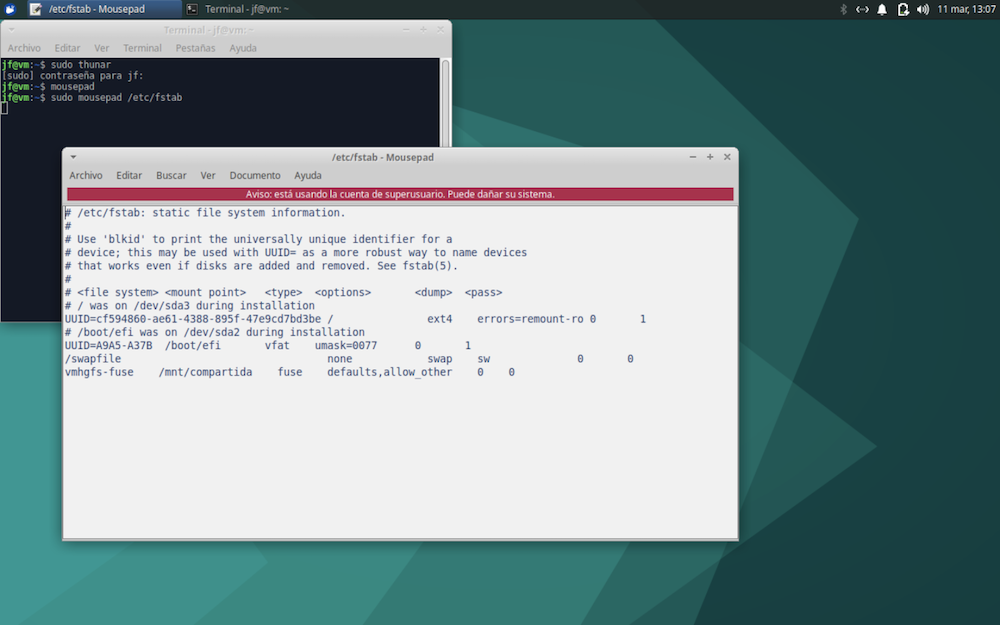 /etc/fstab - Mousepad
Terminal - jf@vm: ~
11 mar, 13:07
Terminal - jf@vm: ~
Archivo Editar Ver Terminal Pestañas Ayuda
jf@vm:~$ sudo thunar
[sudo] contraseña para jf:
jf@vm:~$ mousepad
jf@vm:~$ sudo mousepad /etc/fstab
/etc/fstab - Mousepad
Archivo Editar Buscar Ver Documento Ayuda
Aviso: está usando la cuenta de superusuario. Puede dañar su sistema.
# /etc/fstab: static file system information.
#
# Use 'blkid' to print the universally unique identifier for a
# device; this may be used with UUID= as a more robust way to name devices
# that works even if disks are added and removed. See fstab(5).
#
# <file system> <mount point>   <type>  <options>       <dump>  <pass>
# / was on /dev/sda3 during installation
UUID=cf594860-ae61-4388-895f-47e9cd7bd3be /               ext4    errors=remount-ro 0       1
# /boot/efi was on /dev/sda2 during installation
UUID=A9A5-A37B  /boot/efi       vfat    umask=0077      0       1
/swapfile                                 none            swap    sw              0       0
vmhgfs-fuse    /mnt/compartida    fuse    defaults,allow_other    0    0